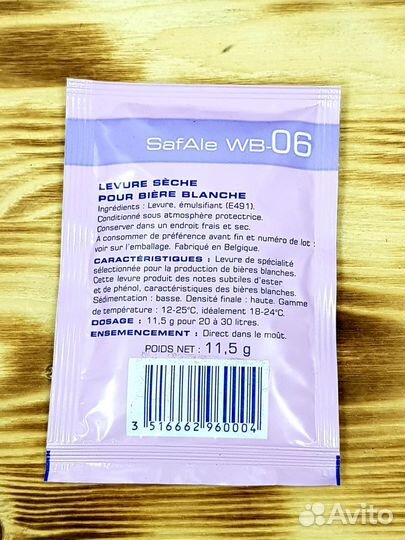 SafAle WB-06
LEVURE SÈCHE
POUR BIÈRE BLANCHE
Ingrédients : Levure, émulsifiant (E491).
Conditionné sous atmosphère protectrice.
Conserver dans un endroit frais et sec.
A consommer de préférence avant fin et numéro de lot :
voir sur l'emballage. Fabriqué en Belgique.
CARACTÉRISTIQUES : Levure de spécialité
sélectionnée pour la production de bières blanches.
Cette levure produit des notes subtiles d'ester
et de phénol, caractéristiques des bières blanches.
Sédimentation : basse. Densité finale : haute. Gamme
de température : 12-25°C, idéalement 18-24°C.
DOSAGE : 11,5 g pour 20 à 30 litres.
ENSEMENCEMENT : Direct dans le moût.
POIDS NET : 11,5 g
3 516662 960004
Avito